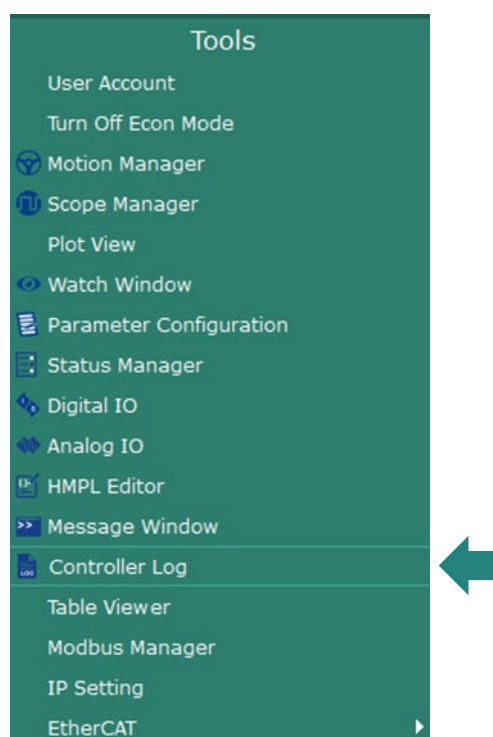 Tools
User Account
Turn Off Econ Mode
Motion Manager
Scope Manager
Plot View
Watch Window
Parameter Configuration
Status Manager
Digital IO
Analog IO
HMPL Editor
>> Message Window
LOG Controller Log
Table Viewer
Modbus Manager
IP Setting
EtherCAT